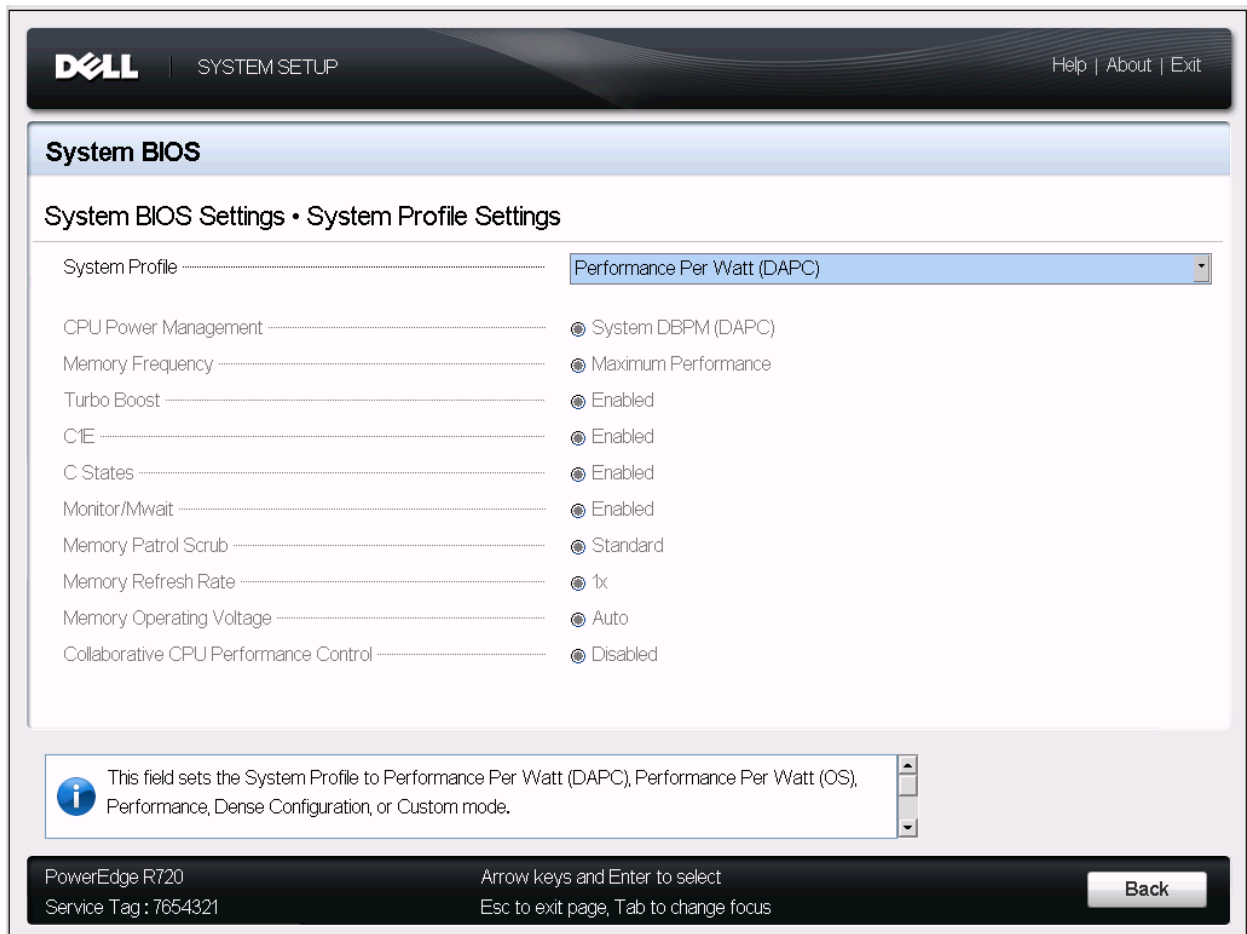 DELL SYSTEM SETUP Help | About | Exit
System BIOS
System BIOS Settings • System Profile Settings
System Profile Performance Per Watt (DAPC)
CPU Power Management System DBPM (DAPC)
Memory Frequency Maximum Performance
Turbo Boost Enabled
C1E Enabled
C States Enabled
Monitor/Mwait Enabled
Memory Patrol Scrub Standard
Memory Refresh Rate 1x
Memory Operating Voltage Auto
Collaborative CPU Performance Control Disabled
This field sets the System Profile to Performance Per Watt (DAPC), Performance Per Watt (OS),
Performance, Dense Configuration, or Custom mode.
PowerEdge R720 Arrow keys and Enter to select
Back
Service Tag : 7654321 Esc to exit page, Tab to change focus